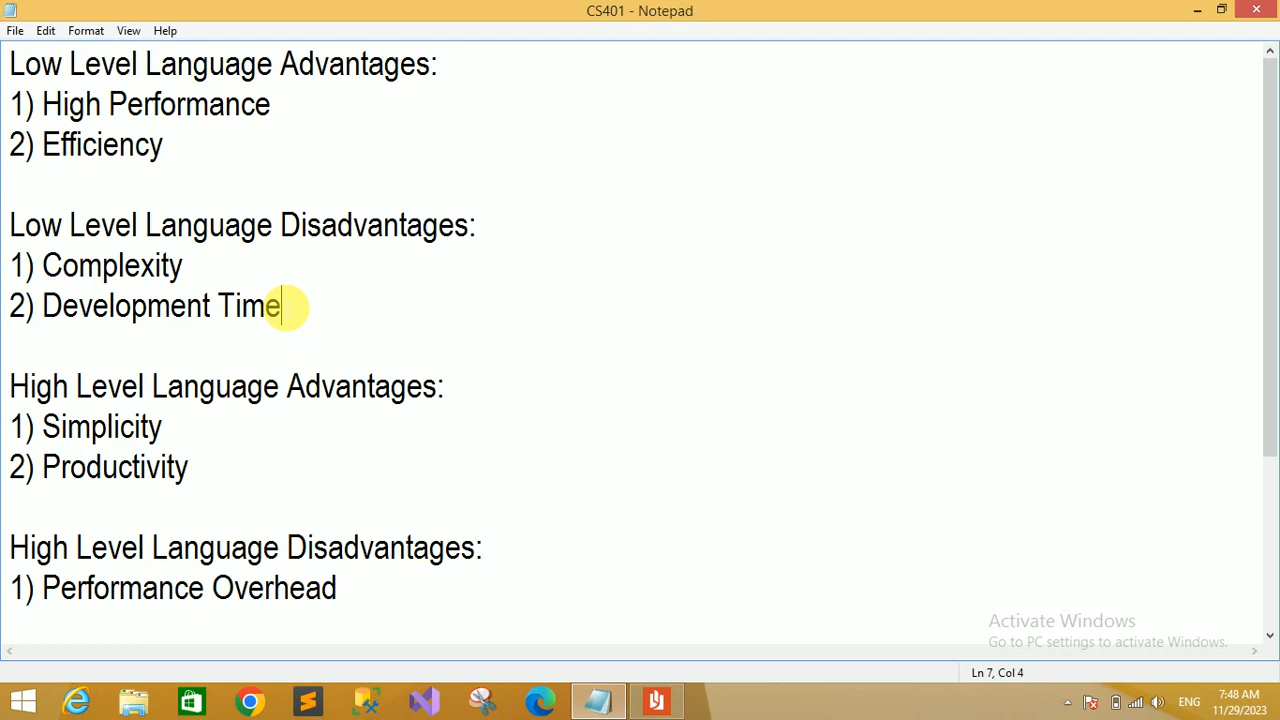 CS401 - Notepad
File Edit Format View Help
Low Level Language Advantages:
1) High Performance
2) Efficiency
Low Level Language Disadvantages:
1) Complexity
2) Development Time
High Level Language Advantages:
1) Simplicity
2) Productivity
High Level Language Disadvantages:
1) Performance Overhead
Activate Windows
Go to PC settings to activate Windows.
Ln 7, Col 4
ENG
7:48 AM
11/29/2023